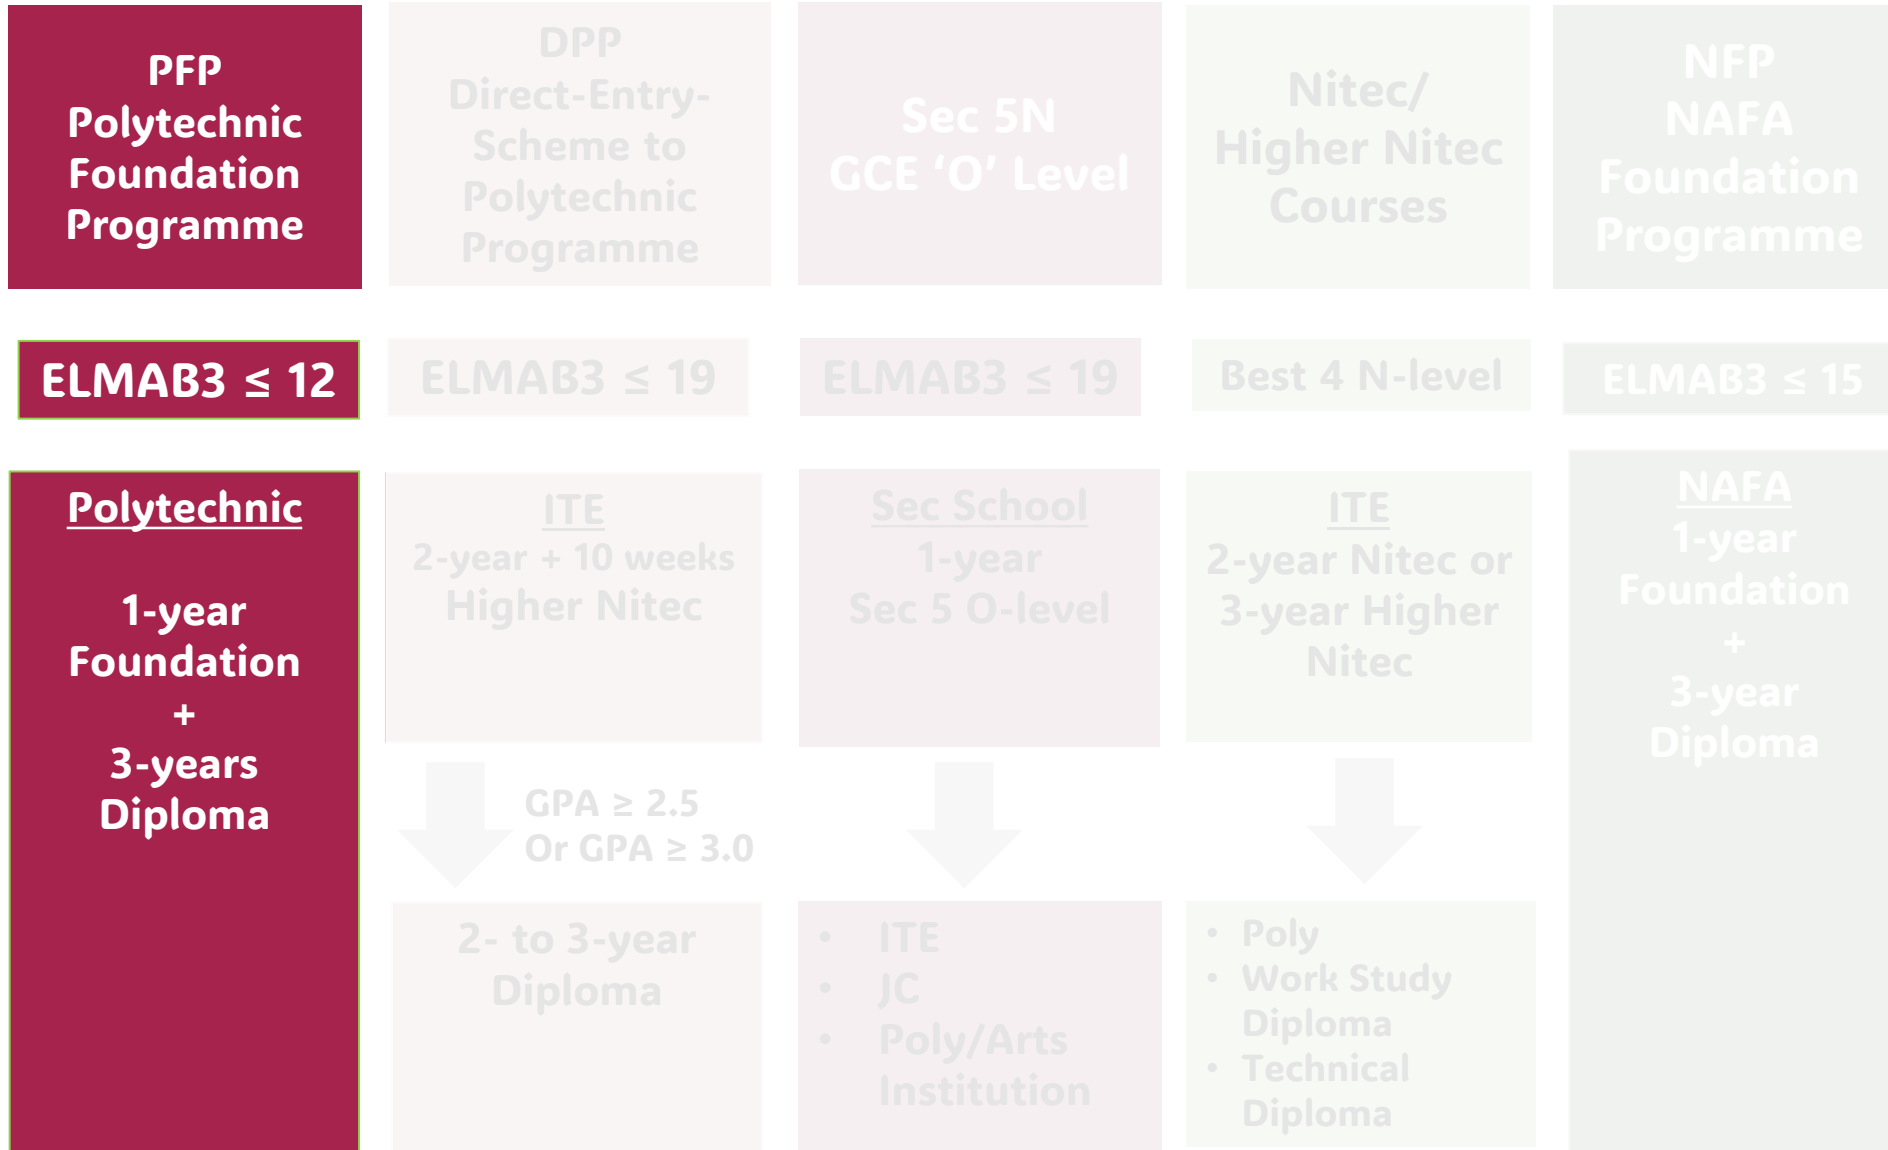 PFP
Polytechnic
Foundation
Programme
DPP
Direct-Entry-
Scheme to
Polytechnic
Programme
Sec 5N
GCE ‘O’ Level
Nitec/
Higher Nitec
Courses
NFP
NAFA
Foundation
Programme
ELMAB3 ≤ 12
ELMAB3 ≤ 19
ELMAB3 ≤ 19
Best 4 N-level
ELMAB3 ≤ 15
Polytechnic
1-year
Foundation
+
3-years
Diploma
ITE
2-year + 10 weeks
Higher Nitec
GPA ≥ 2.5
Or GPA ≥ 3.0
2- to 3-year
Diploma
Sec School
1-year
Sec 5 O-level
• ITE
• JC
• Poly/Arts
Institution
ITE
2-year Nitec or
3-year Higher
Nitec
• Poly
• Work Study
Diploma
• Technical
Diploma
NAFA
1-year
Foundation
+
3-year
Diploma